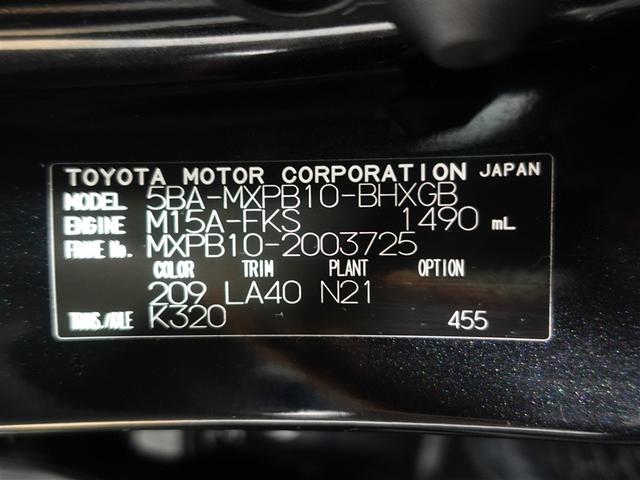 TOYOTA MOTOR CORPORATION JAPAN
MODEL 5BA-MXPB10-BHXGB
ENGINE M15A-FKS 1490 mL
FRAME No. MXPB10-2003725
COLOR TRIM PLANT OPTION
209 LA40 N21
TRANS./AXLE K320 455